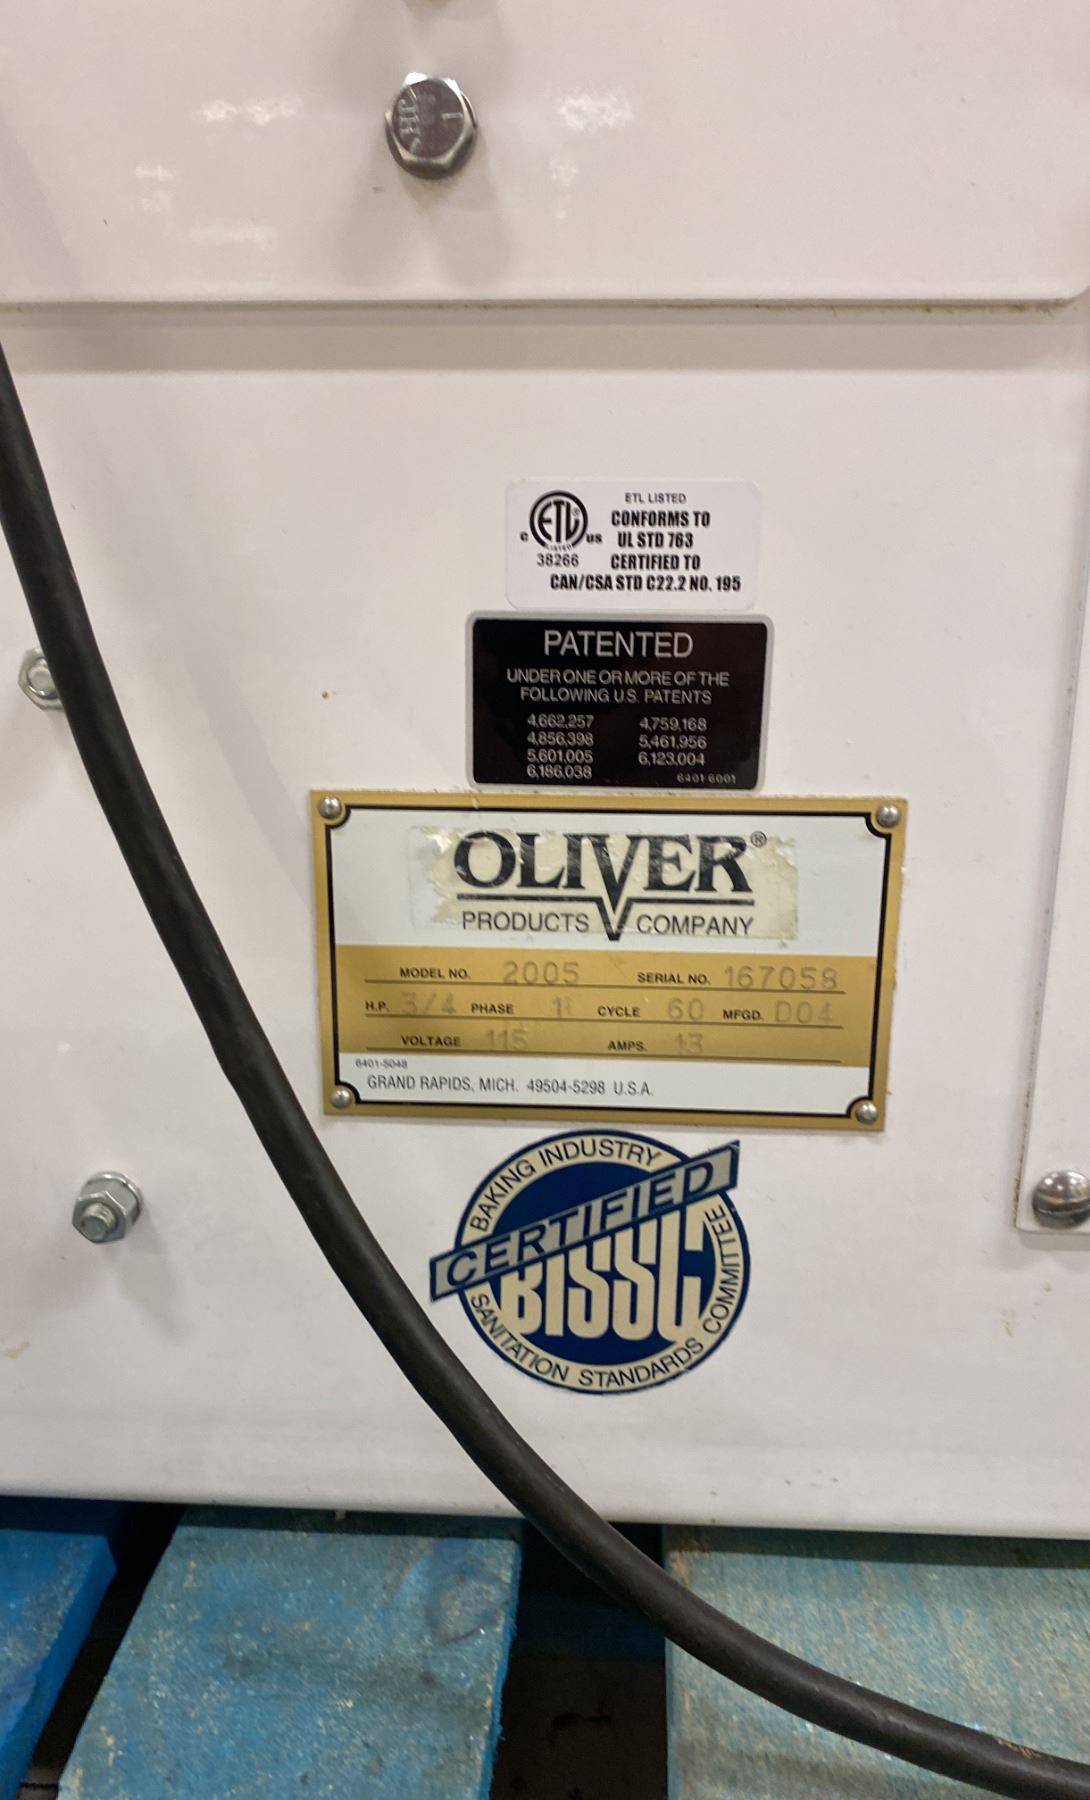 ETL LISTED
CONFORMS TO
UL STD 763
CERTIFIED TO
CAN/CSA STD C22.2 NO. 195
C ETL® US
LISTED
38266
PATENTED
UNDER ONE OR MORE OF THE
FOLLOWING U.S. PATENTS
4,662,257 4,759,168
4,856,398 5,461,956
5,601,005 6,123,004
6,186,038 6401-6001
OLIVER®
PRODUCTS COMPANY
MODEL NO. 2005 SERIAL NO. 167058
H.P. 3/4 PHASE 1 CYCLE 60 MFGD. D04
VOLTAGE 115 AMPS. 13
6401-5048
GRAND RAPIDS, MICH. 49504-5298 U.S.A.
BAKING INDUSTRY
CERTIFIED
BISSC
SANITATION STANDARDS COMMITTEE